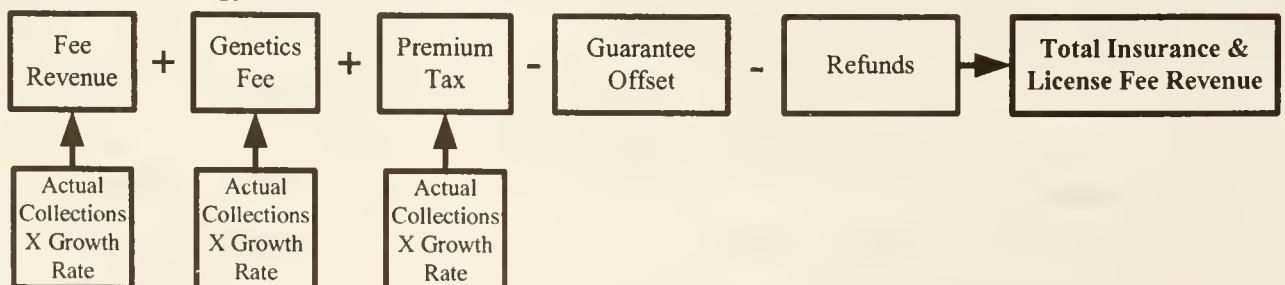 Fee
Revenue
+
Genetics
Fee
+
Premium
Tax
-
Guarantee
Offset
-
Refunds
Total Insurance &
License Fee Revenue
Actual
Collections
X Growth
Rate
Actual
Collections
X Growth
Rate
Actual
Collections
X Growth
Rate